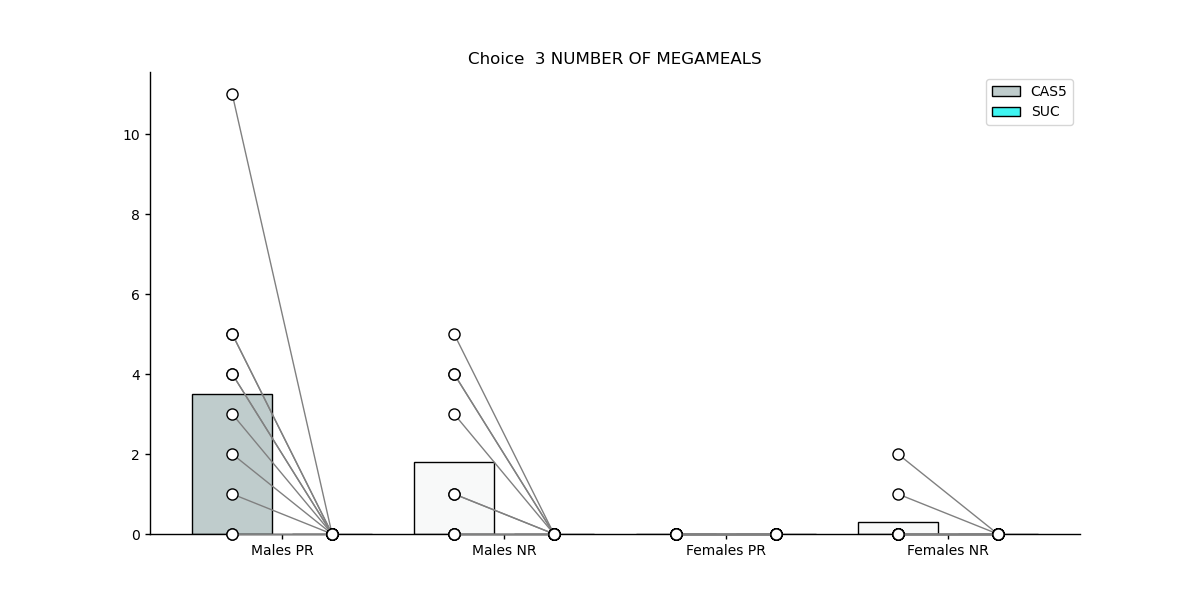 Choice  3 NUMBER OF MEGAMEALS
CAS5
SUC
10
8
6
4
2
0
Males PR
Males NR
Females PR
Females NR